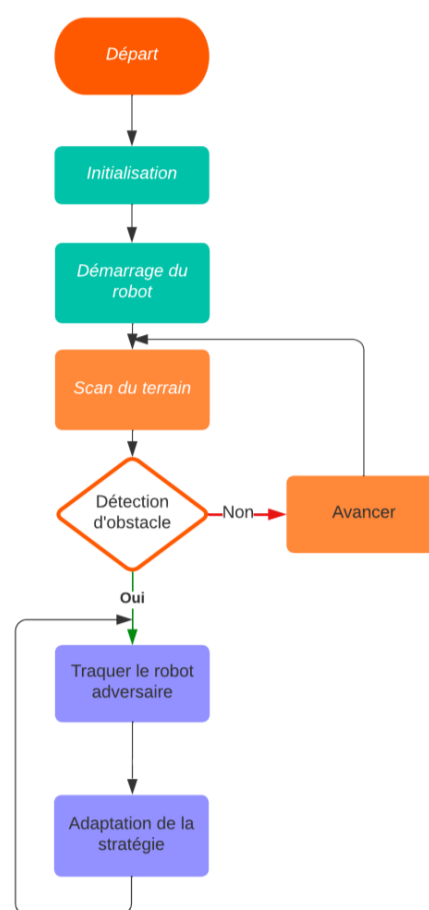 Départ
Initialisation
Démarrage du
robot
Scan du terrain
Détection
d'obstacle
Non
Avancer
Oui
Traquer le robot
adversaire
Adaptation de la
stratégie